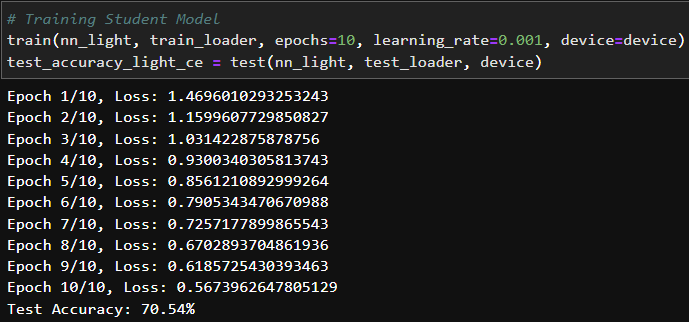 # Training Student Model
train(nn_light, train_loader, epochs=10, learning_rate=0.001, device=device)
test_accuracy_light_ce = test(nn_light, test_loader, device)
Epoch 1/10, Loss: 1.4696010293253243
Epoch 2/10, Loss: 1.1599607729850827
Epoch 3/10, Loss: 1.031422875878756
Epoch 4/10, Loss: 0.9300340305813743
Epoch 5/10, Loss: 0.8561210892999264
Epoch 6/10, Loss: 0.7905343470670988
Epoch 7/10, Loss: 0.7257177899865543
Epoch 8/10, Loss: 0.6702893704861936
Epoch 9/10, Loss: 0.6185725430393463
Epoch 10/10, Loss: 0.5673962647805129
Test Accuracy: 70.54%